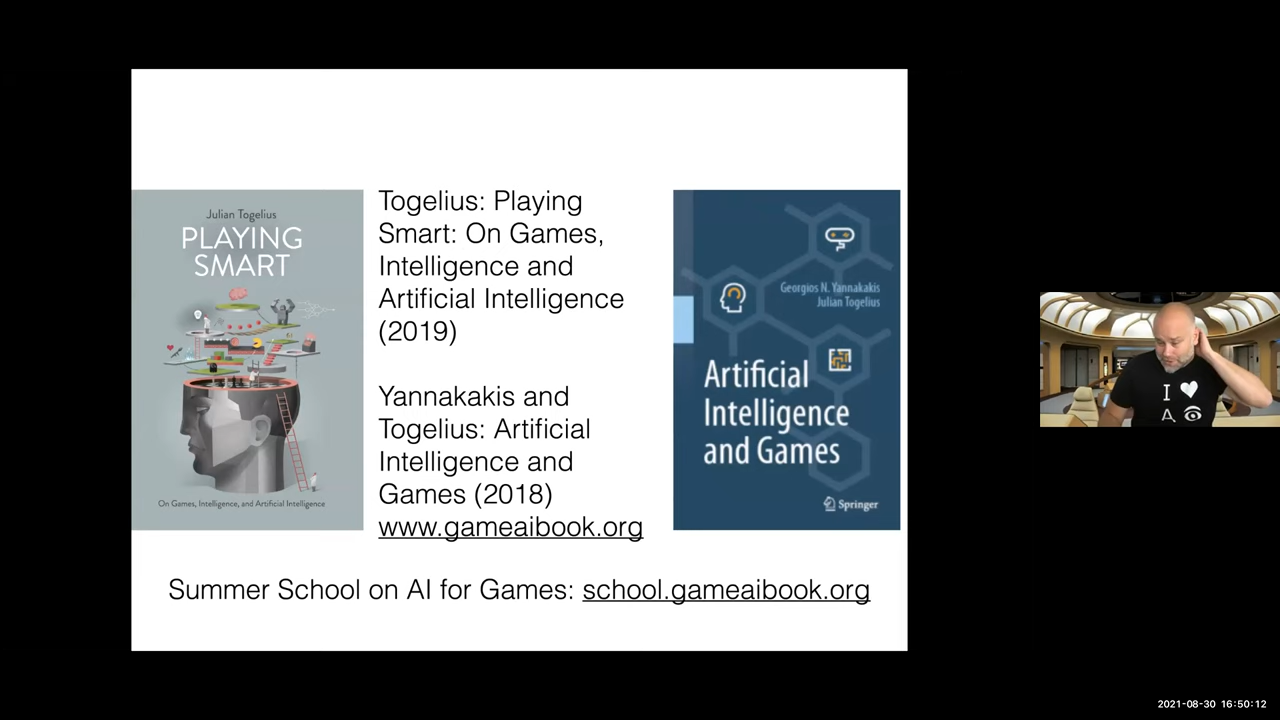 Julian Togelius
PLAYING
SMART
On Games, Intelligence, and Artificial Intelligence
Togelius: Playing
Smart: On Games,
Intelligence and
Artificial Intelligence
(2019)
Yannakakis and
Togelius: Artificial
Intelligence and
Games (2018)
www.gameaibook.org
Georgios N. Yannakakis
Julian Togelius
Artificial
Intelligence
and Games
Springer
Summer School on AI for Games: school.gameaibook.org
I
A
2021-08-30 16:50:12